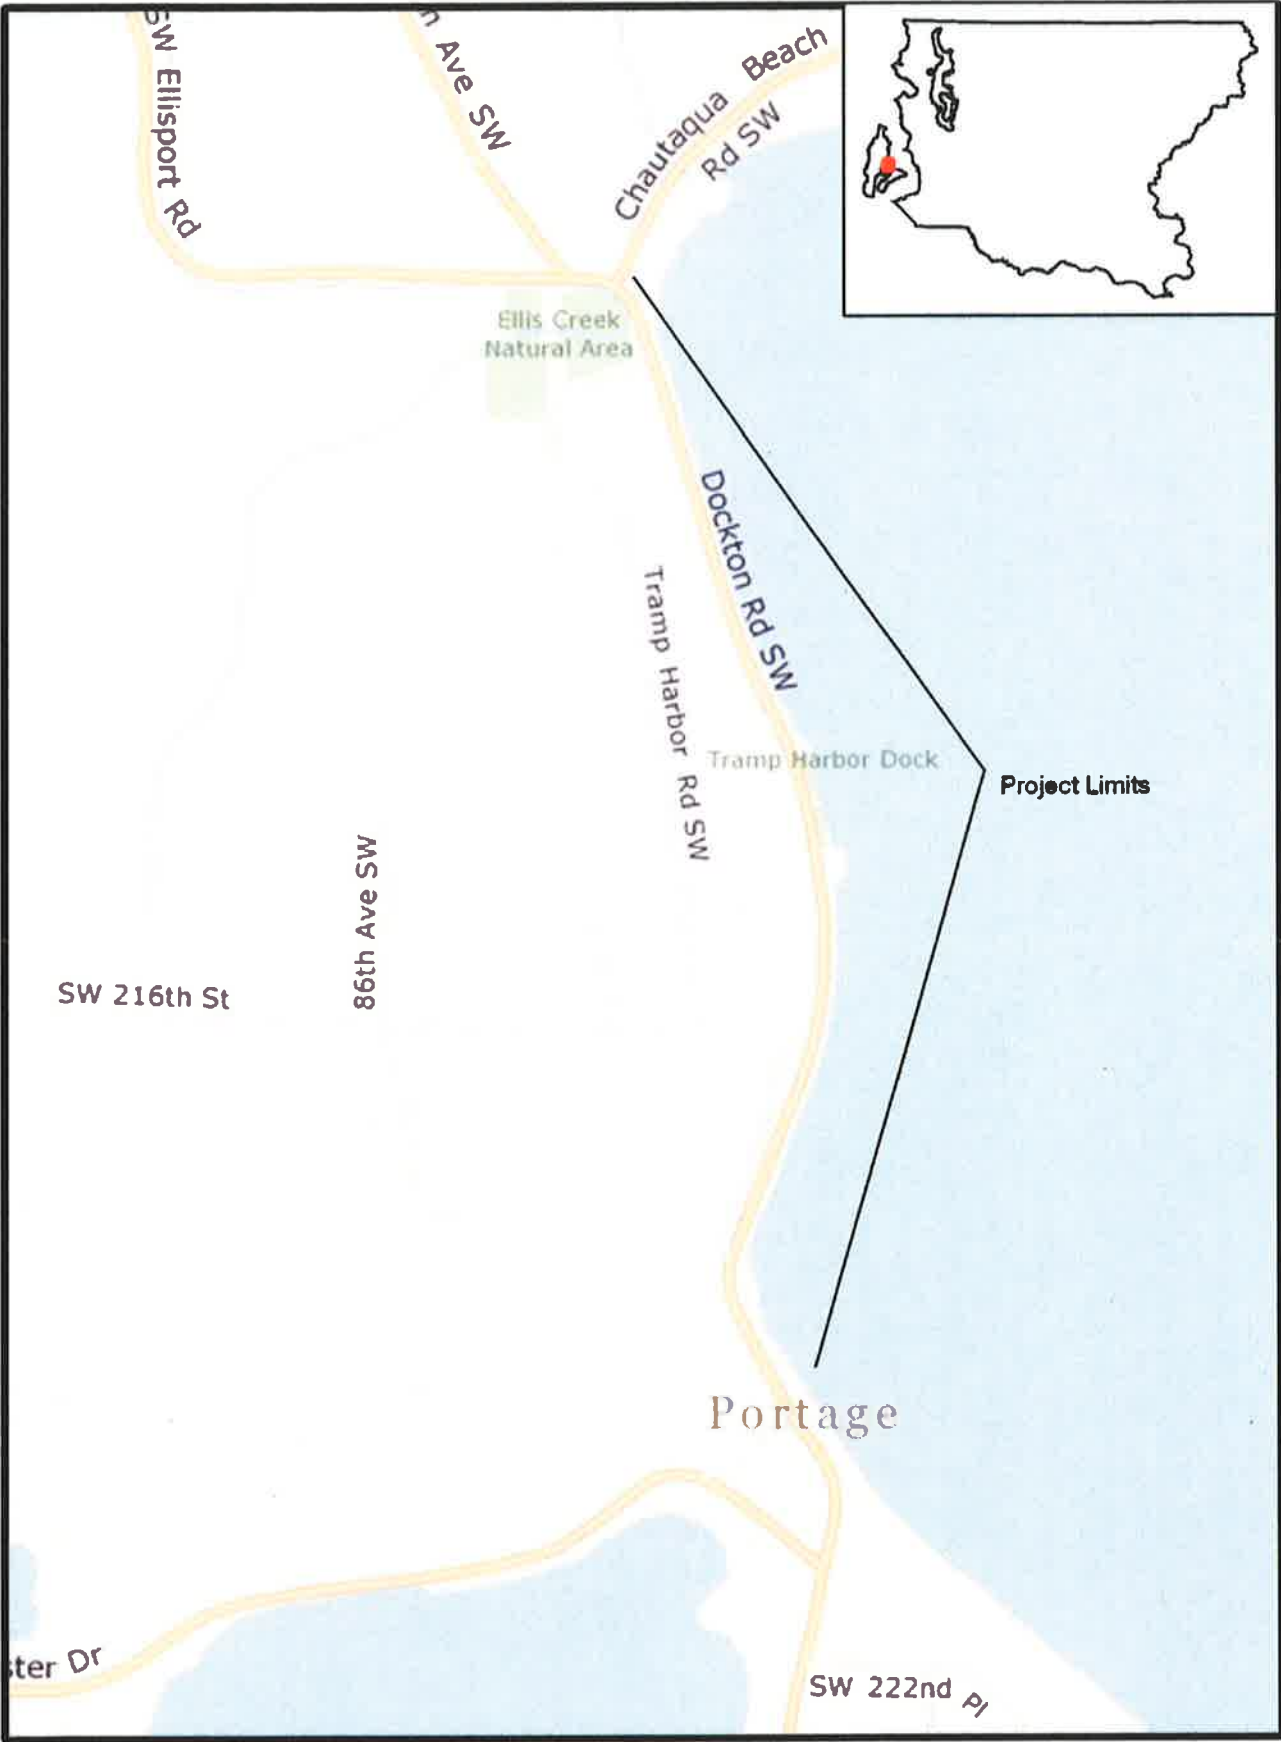 SW Ellisport Rd
Ave SW
Chautaqua Beach
Rd SW
Ellis Creek
Natural Area
Dockton Rd SW
Tramp Harbor Rd SW
Tramp Harbor Dock
Project Limits
86th Ave SW
SW 216th St
Portage
ster Dr
SW 222nd Pl